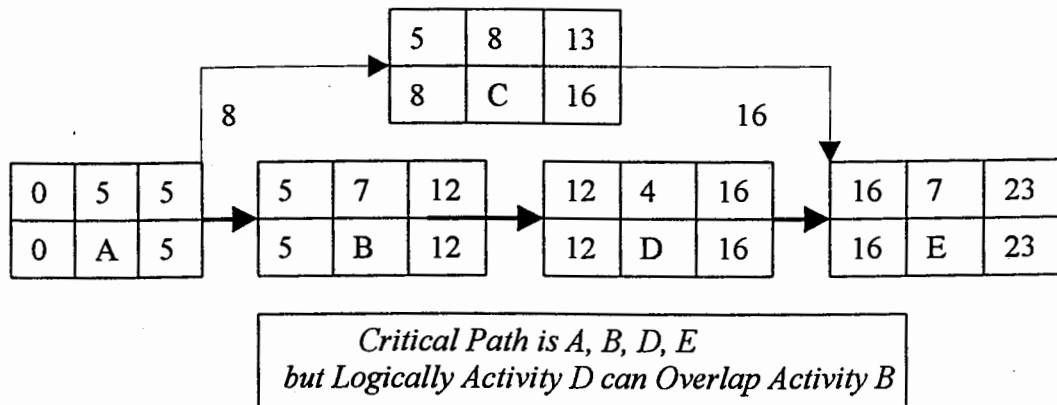 5 8 13
8 C 16
8 16
0 5 5 5 7 12 12 4 16 16 7 23
0 A 5 5 B 12 12 D 16 16 E 23
Critical Path is A, B, D, E
but Logically Activity D can Overlap Activity B